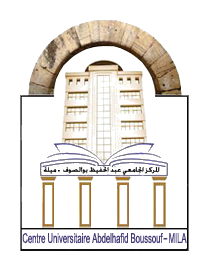 المركز الجامعي عبد الحفيظ بوالصوف - ميلة
Centre Universitaire Abdelhafid Boussouf - MILA